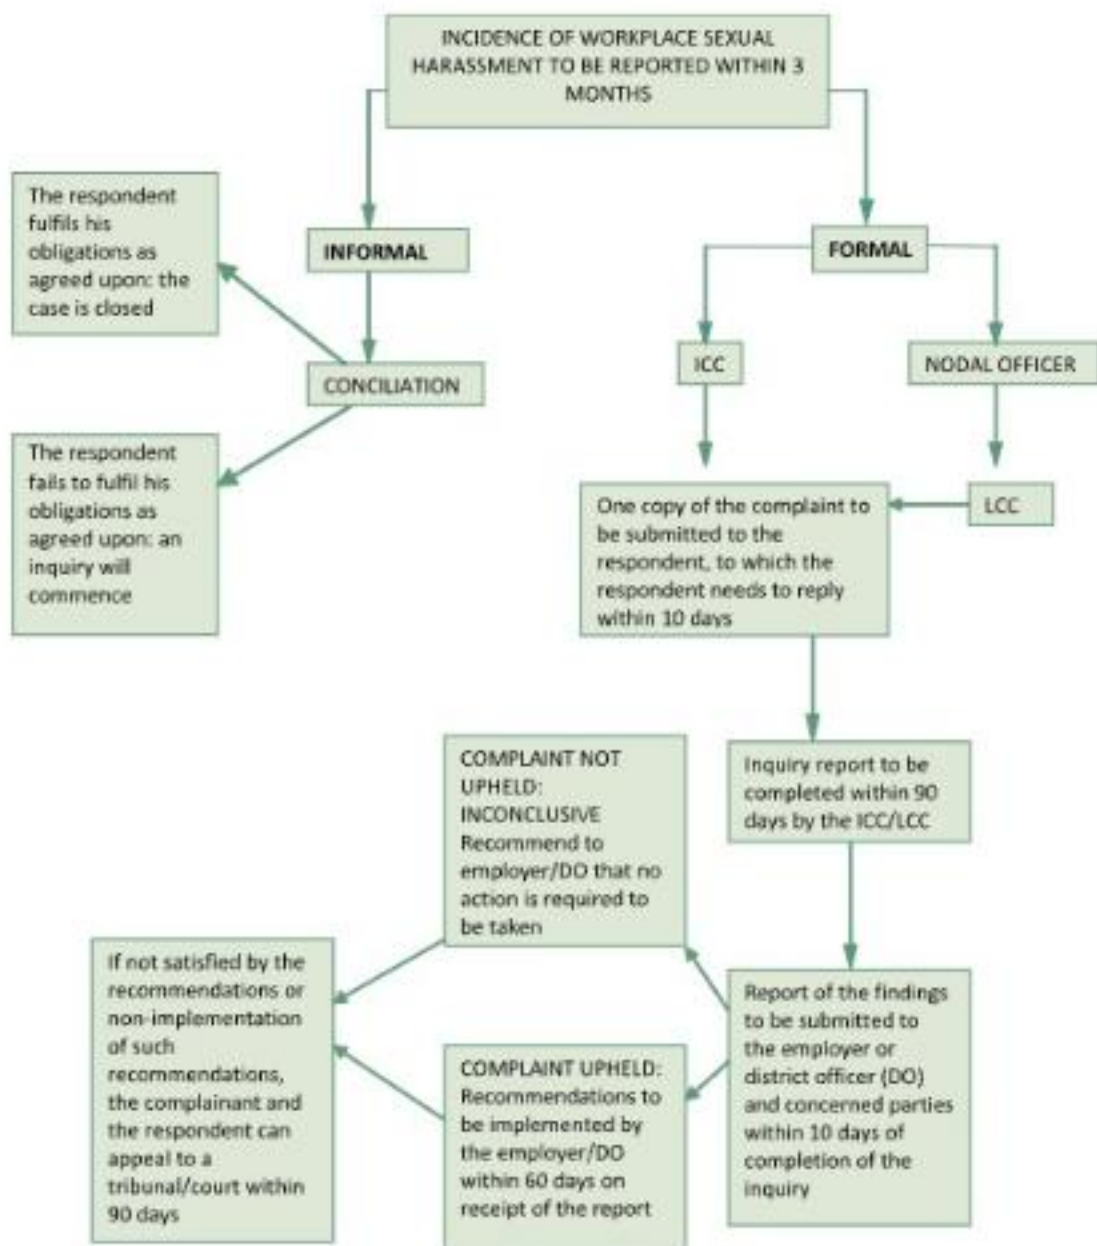 INCIDENCE OF WORKPLACE SEXUAL
HARASSMENT TO BE REPORTED WITHIN 3
MONTHS
The respondent
fulfils his
obligations as
agreed upon: the
case is closed
INFORMAL
FORMAL
CONCILIATION
ICC
NODAL OFFICER
The respondent
fails to fulfil his
obligations as
agreed upon: an
inquiry will
commence
One copy of the complaint to
be submitted to the
respondent, to which the
respondent needs to reply
within 10 days
LCC
Inquiry report to be
completed within 90
days by the ICC/LCC
COMPLAINT NOT
UPHELD:
INCONCLUSIVE
Recommend to
employer/DO that no
action is required to
be taken
Report of the findings
to be submitted to
the employer or
district officer (DO)
and concerned parties
within 10 days of
completion of the
inquiry
COMPLAINT UPHELD:
Recommendations to
be implemented by
the employer/DO
within 60 days on
receipt of the report
If not satisfied by the
recommendations or
non-implementation
of such
recommendations,
the complainant and
the respondent can
appeal to a
tribunal/court within
90 days